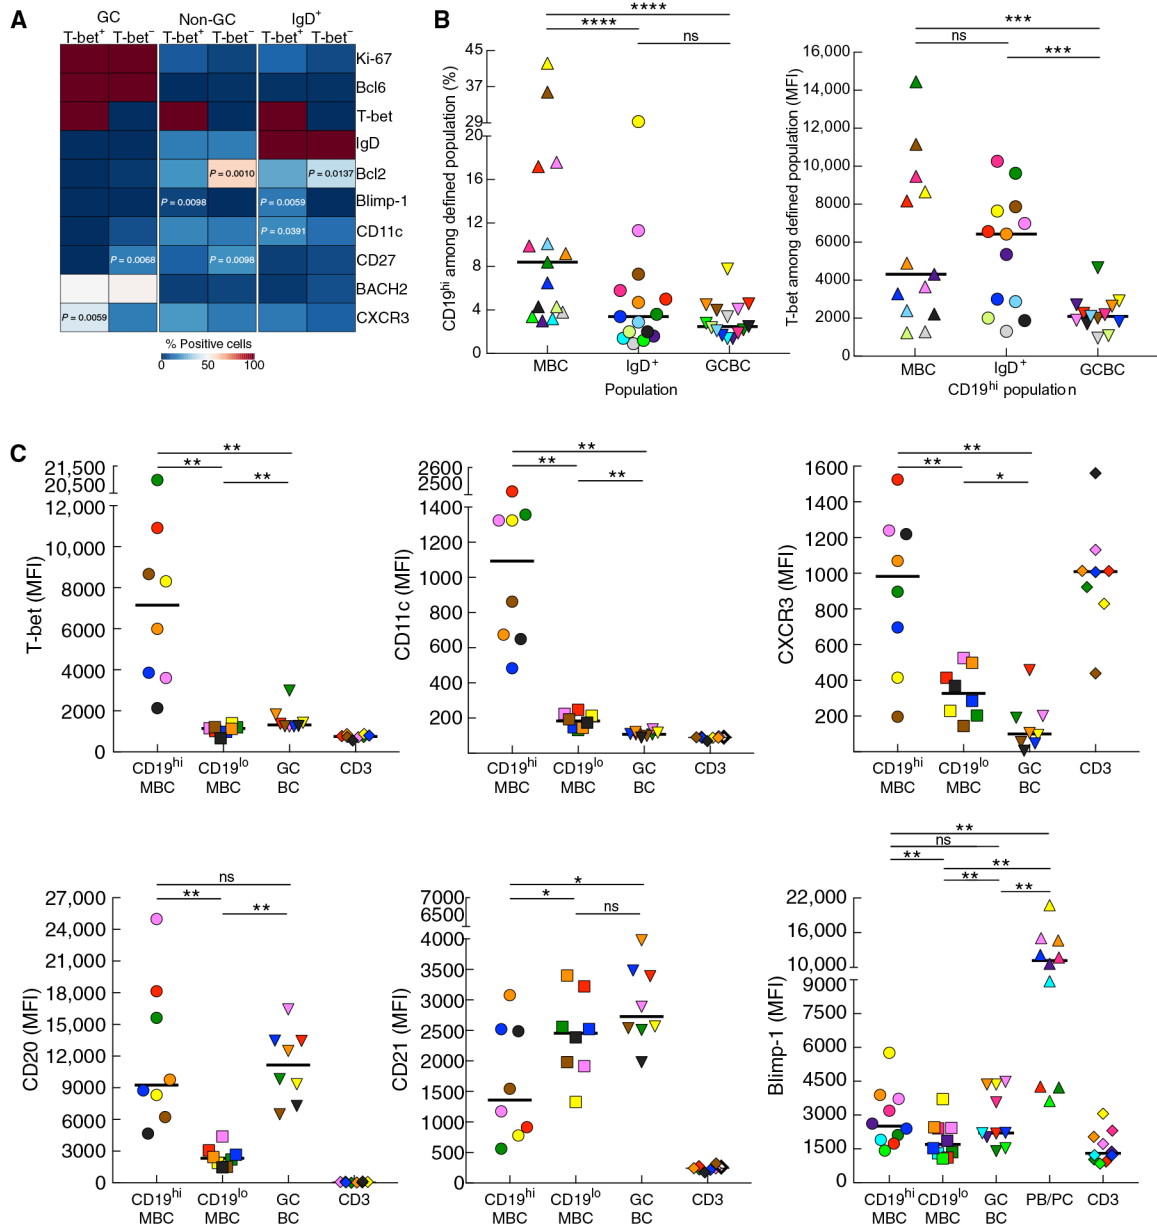 A
GC Non-GC IgD+
T-bet+ T-bet− T-bet+ T-bet− T-bet+ T-bet−
Ki-67
Bcl6
T-bet
IgD
P = 0.0010 P = 0.0137 Bcl2
P = 0.0098 P = 0.0059 Blimp-1
P = 0.0391 CD11c
P = 0.0068 P = 0.0098 CD27
BACH2
P = 0.0059 CXCR3
% Positive cells
0 50 100
B
CD19hi among defined population (%)
**** 
****
ns
45
37
29
20
16
12
8
4
0
MBC IgD+ GCBC
Population
T-bet among defined population (MFI)
***
ns
***
16,000
14,000
12,000
10,000
8000
6000
4000
2000
0
MBC IgD+ GCBC
CD19hi population
C
T-bet (MFI)
**
**
**
21,500
20,500
12,000
10,000
8000
6000
4000
2000
0
CD19hi CD19lo GC CD3
MBC MBC BC
CD11c (MFI)
**
**
**
2600
2500
1400
1200
1000
800
600
400
200
CD19hi CD19lo GC CD3
MBC MBC BC
CXCR3 (MFI)
**
**
*
1600
1400
1200
1000
800
600
400
200
CD19hi CD19lo GC CD3
MBC MBC BC
CD20 (MFI)
ns
**
**
27,000
24,000
21,000
18,000
15,000
12,000
9000
6000
3000
0
CD19hi CD19lo GC CD3
MBC MBC BC
CD21 (MFI)
*
*
ns
7000
6500
4000
3500
3000
2500
2000
1500
1000
500
0
CD19hi CD19lo GC CD3
MBC MBC BC
Blimp-1 (MFI)
**
ns
**
**
**
**
22,000
16,000
10,000
9000
7500
6000
4500
3000
1500
0
CD19hi CD19lo GC PB/PC CD3
MBC MBC BC